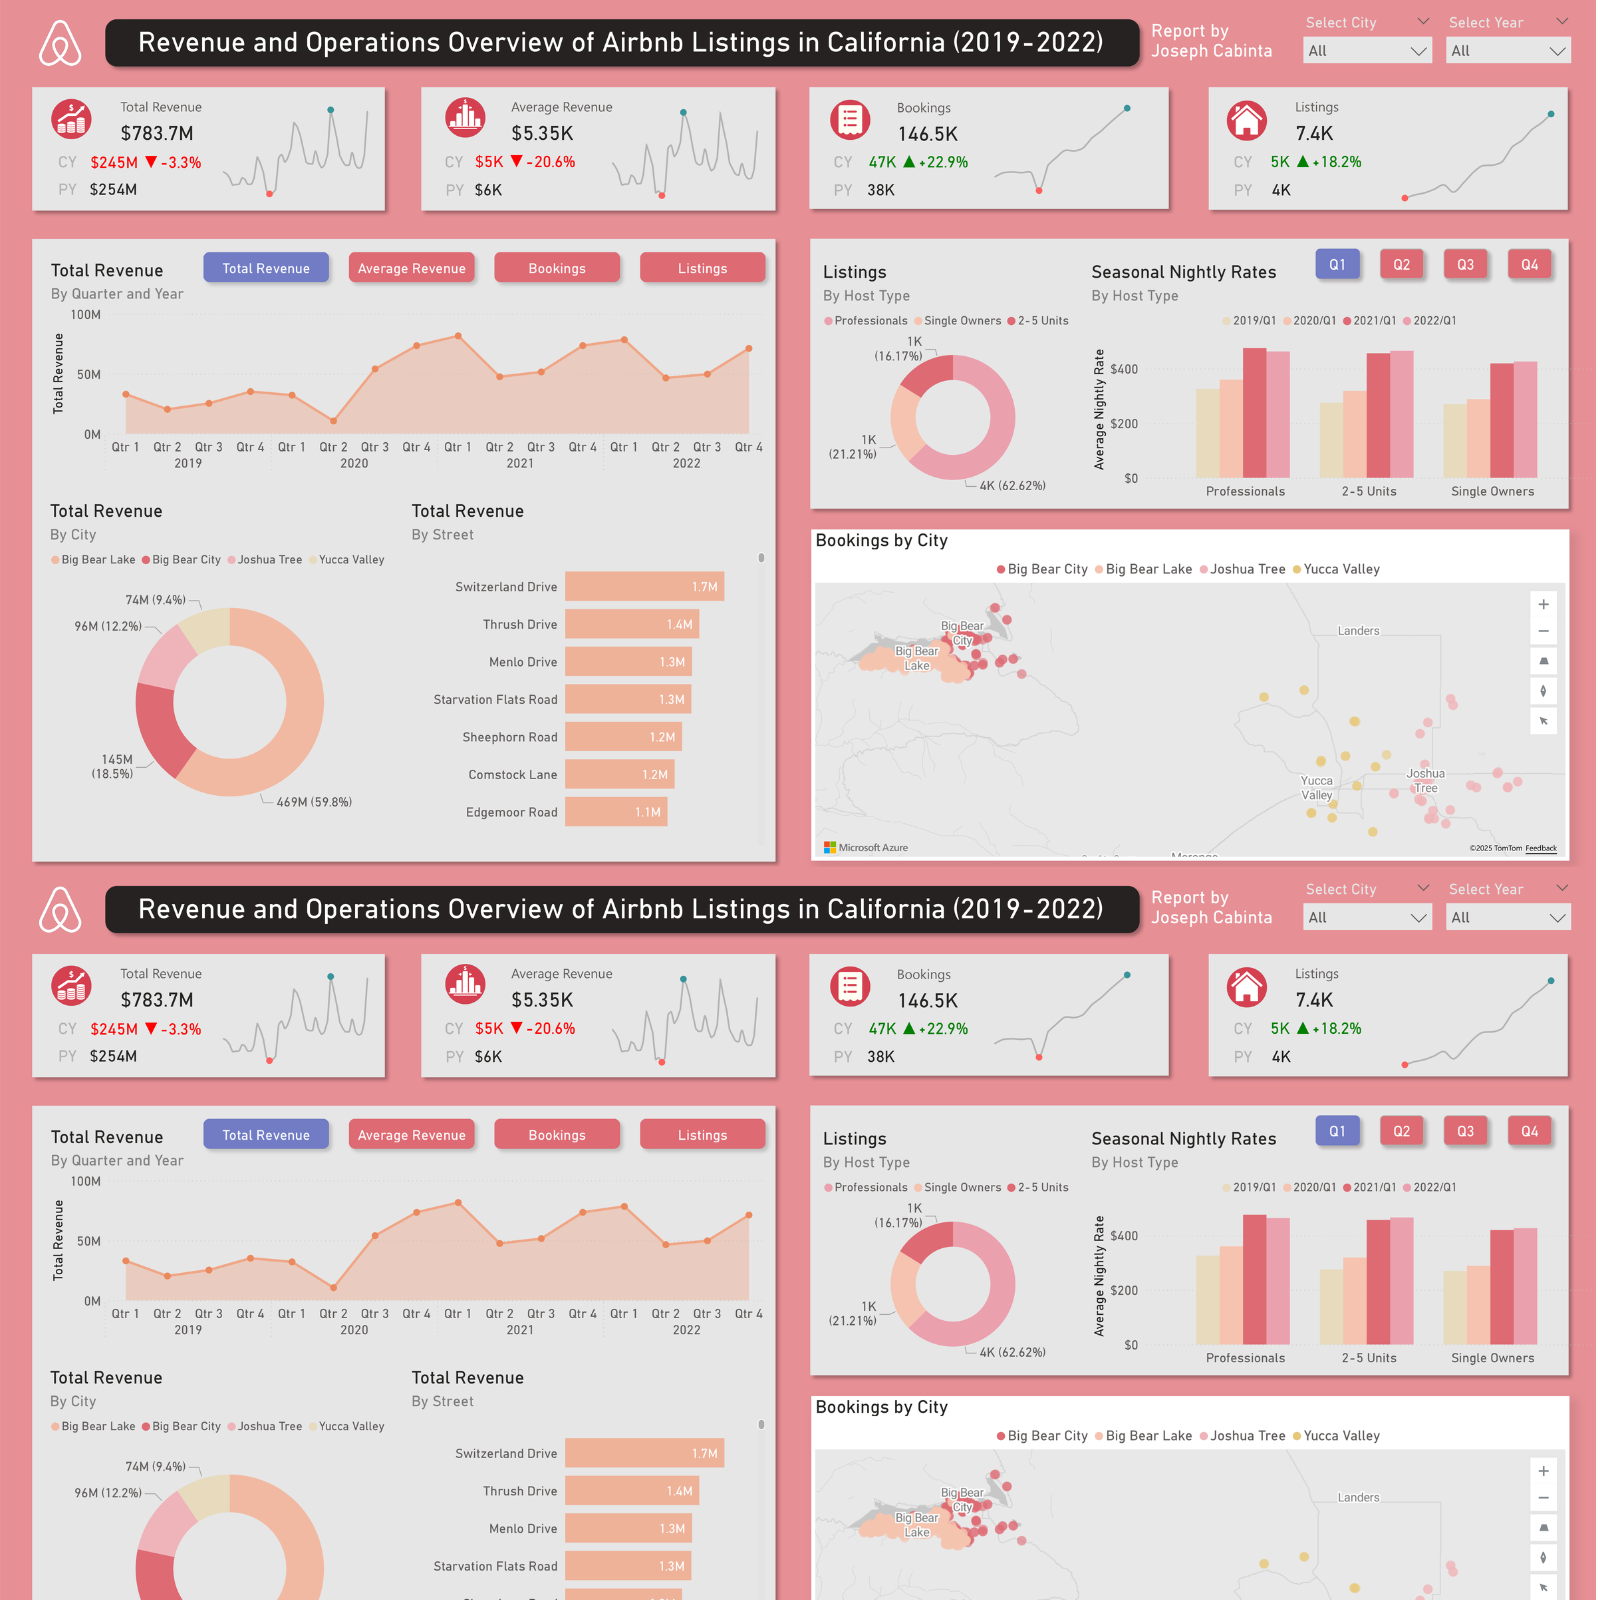 Revenue and Operations Overview of Airbnb Listings in California (2019-2022)
Report by
Joseph Cabinta
Select City
All
Select Year
All
Total Revenue
$783.7M
CY $245M ▼ -3.3%
PY $254M
Average Revenue
$5.35K
CY $5K ▼ -20.6%
PY $6K
Bookings
146.5K
CY 47K ▲ +22.9%
PY 38K
Listings
7.4K
CY 5K ▲ +18.2%
PY 4K
Total Revenue
By Quarter and Year
Total Revenue Average Revenue Bookings Listings
Total Revenue
100M
50M
0M
Qtr 1 Qtr 2 Qtr 3 Qtr 4 Qtr 1 Qtr 2 Qtr 3 Qtr 4 Qtr 1 Qtr 2 Qtr 3 Qtr 4 Qtr 1 Qtr 2 Qtr 3 Qtr 4
2019 2020 2021 2022
Total Revenue
By City
Big Bear Lake Big Bear City Joshua Tree Yucca Valley
74M (9.4%)
96M (12.2%)
145M
(18.5%)
469M (59.8%)
Total Revenue
By Street
Switzerland Drive 1.7M
Thrush Drive 1.4M
Menlo Drive 1.3M
Starvation Flats Road 1.3M
Sheephorn Road 1.2M
Comstock Lane 1.2M
Edgemoor Road 1.1M
Listings
By Host Type
Professionals Single Owners 2-5 Units
1K
(16.17%)
1K
(21.21%)
4K (62.62%)
Seasonal Nightly Rates
By Host Type
Q1 Q2 Q3 Q4
2019/Q1 2020/Q1 2021/Q1 2022/Q1
Average Nightly Rate
$400
$200
$0
Professionals 2-5 Units Single Owners
Bookings by City
Big Bear City Big Bear Lake Joshua Tree Yucca Valley
Big Bear
City
Big Bear
Lake
Landers
Yucca
Valley
Joshua
Tree
Microsoft Azure
©2025 TomTom Feedback
Revenue and Operations Overview of Airbnb Listings in California (2019-2022)
Report by
Joseph Cabinta
Select City
All
Select Year
All
Total Revenue
$783.7M
CY $245M ▼ -3.3%
PY $254M
Average Revenue
$5.35K
CY $5K ▼ -20.6%
PY $6K
Bookings
146.5K
CY 47K ▲ +22.9%
PY 38K
Listings
7.4K
CY 5K ▲ +18.2%
PY 4K
Total Revenue
By Quarter and Year
Total Revenue Average Revenue Bookings Listings
Total Revenue
100M
50M
0M
Qtr 1 Qtr 2 Qtr 3 Qtr 4 Qtr 1 Qtr 2 Qtr 3 Qtr 4 Qtr 1 Qtr 2 Qtr 3 Qtr 4 Qtr 1 Qtr 2 Qtr 3 Qtr 4
2019 2020 2021 2022
Total Revenue
By City
Big Bear Lake Big Bear City Joshua Tree Yucca Valley
74M (9.4%)
96M (12.2%)
Total Revenue
By Street
Switzerland Drive 1.7M
Thrush Drive 1.4M
Menlo Drive 1.3M
Starvation Flats Road 1.3M
Listings
By Host Type
Professionals Single Owners 2-5 Units
1K
(16.17%)
1K
(21.21%)
4K (62.62%)
Seasonal Nightly Rates
By Host Type
Q1 Q2 Q3 Q4
2019/Q1 2020/Q1 2021/Q1 2022/Q1
Average Nightly Rate
$400
$200
$0
Professionals 2-5 Units Single Owners
Bookings by City
Big Bear City Big Bear Lake Joshua Tree Yucca Valley
Big Bear
City
Big Bear
Lake
Landers